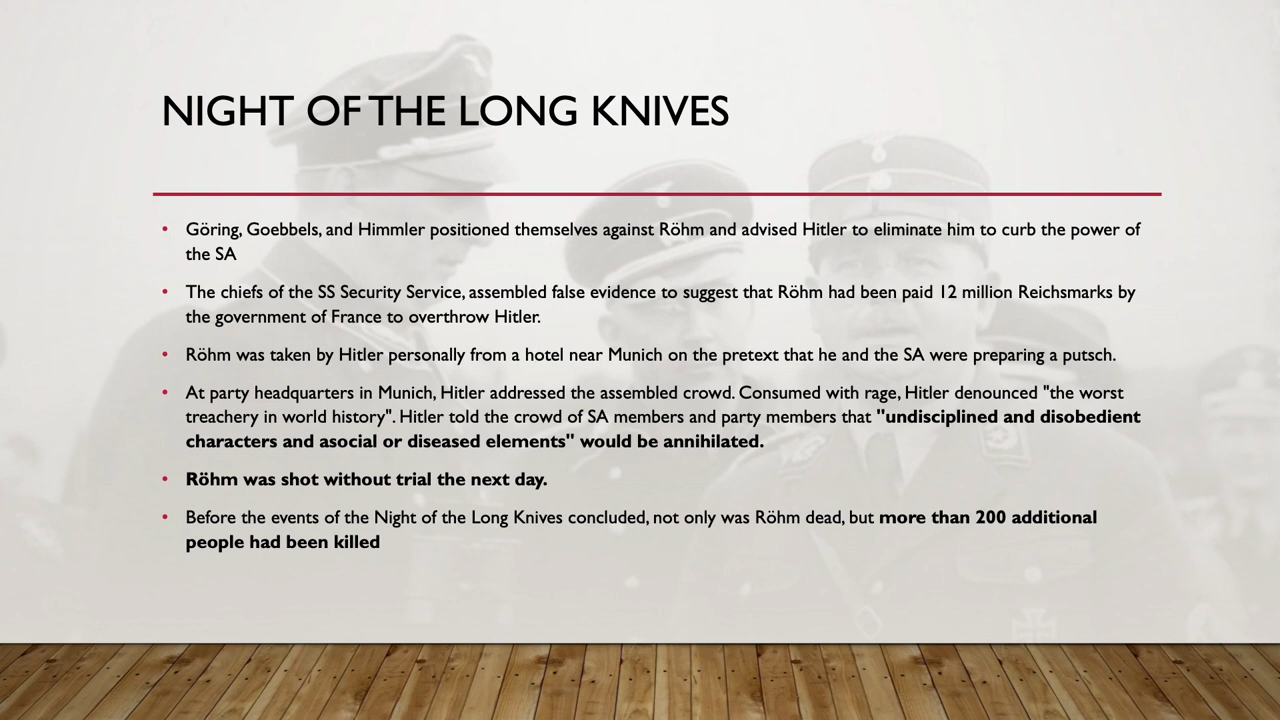 NIGHT OF THE LONG KNIVES
• Göring, Goebbels, and Himmler positioned themselves against Röhm and advised Hitler to eliminate him to curb the power of
the SA
• The chiefs of the SS Security Service, assembled false evidence to suggest that Röhm had been paid 12 million Reichsmarks by
the government of France to overthrow Hitler.
• Röhm was taken by Hitler personally from a hotel near Munich on the pretext that he and the SA were preparing a putsch.
• At party headquarters in Munich, Hitler addressed the assembled crowd. Consumed with rage, Hitler denounced "the worst
treachery in world history". Hitler told the crowd of SA members and party members that "undisciplined and disobedient
characters and asocial or diseased elements" would be annihilated.
• Röhm was shot without trial the next day.
• Before the events of the Night of the Long Knives concluded, not only was Röhm dead, but more than 200 additional
people had been killed